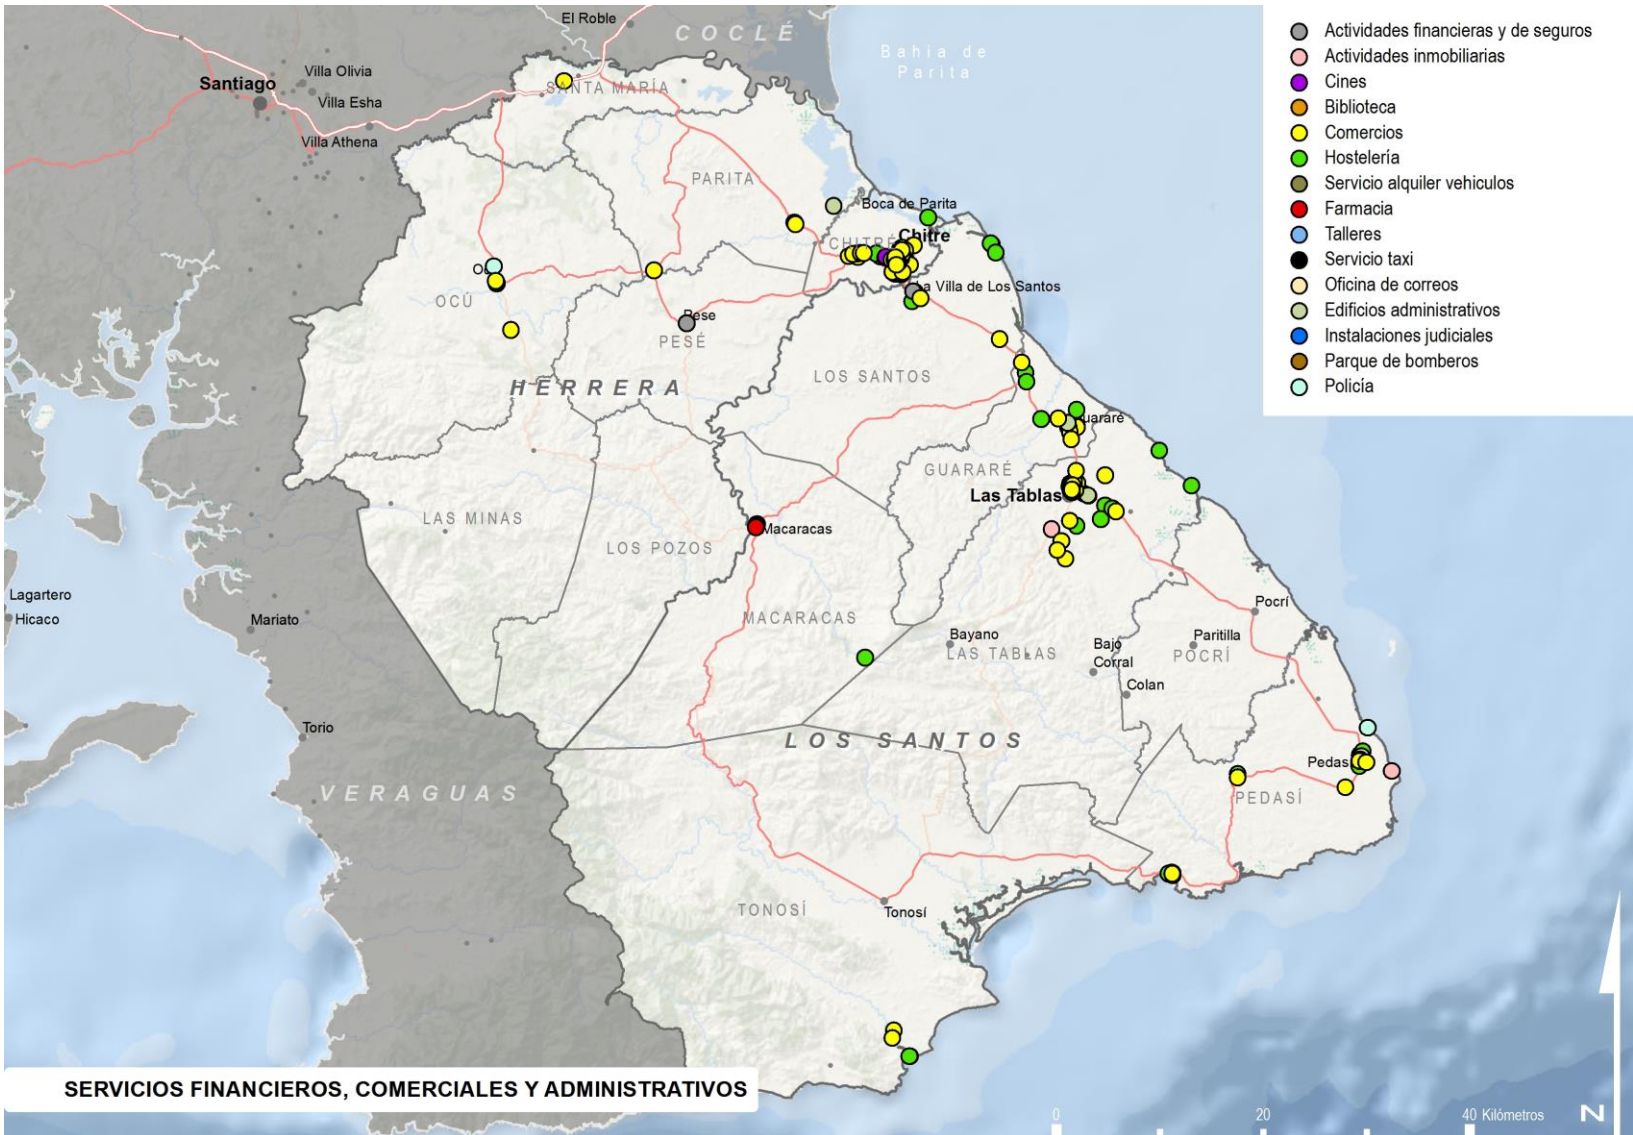 El Roble
COCLÉ
Bahia de
Parita
Santiago
Villa Olivia
Villa Esha
Villa Athena
SANTA MARÍA
PARITA
Boca de Parita
CHITRÉ
Chitre
La Villa de Los Santos
OCÚ
Pese
PESÉ
HERRERA
LOS SANTOS
Guararé
GUARARÉ
Las Tablas
LAS MINAS
LOS POZOS
Macaracas
MACARACAS
Lagartero
Hicaco
Mariato
Torio
VERAGUAS
Bayano
LAS TABLAS
Bajo
Corral
Colan
Pocrí
Paritilla
POCRÍ
LOS SANTOS
Pedasí
PEDASÍ
TONOSÍ
Tonosí
Actividades financieras y de seguros
Actividades inmobiliarias
Cines
Biblioteca
Comercios
Hostelería
Servicio alquiler vehiculos
Farmacia
Talleres
Servicio taxi
Oficina de correos
Edificios administrativos
Instalaciones judiciales
Parque de bomberos
Policía
SERVICIOS FINANCIEROS, COMERCIALES Y ADMINISTRATIVOS
0 20 40 Kilómetros
N